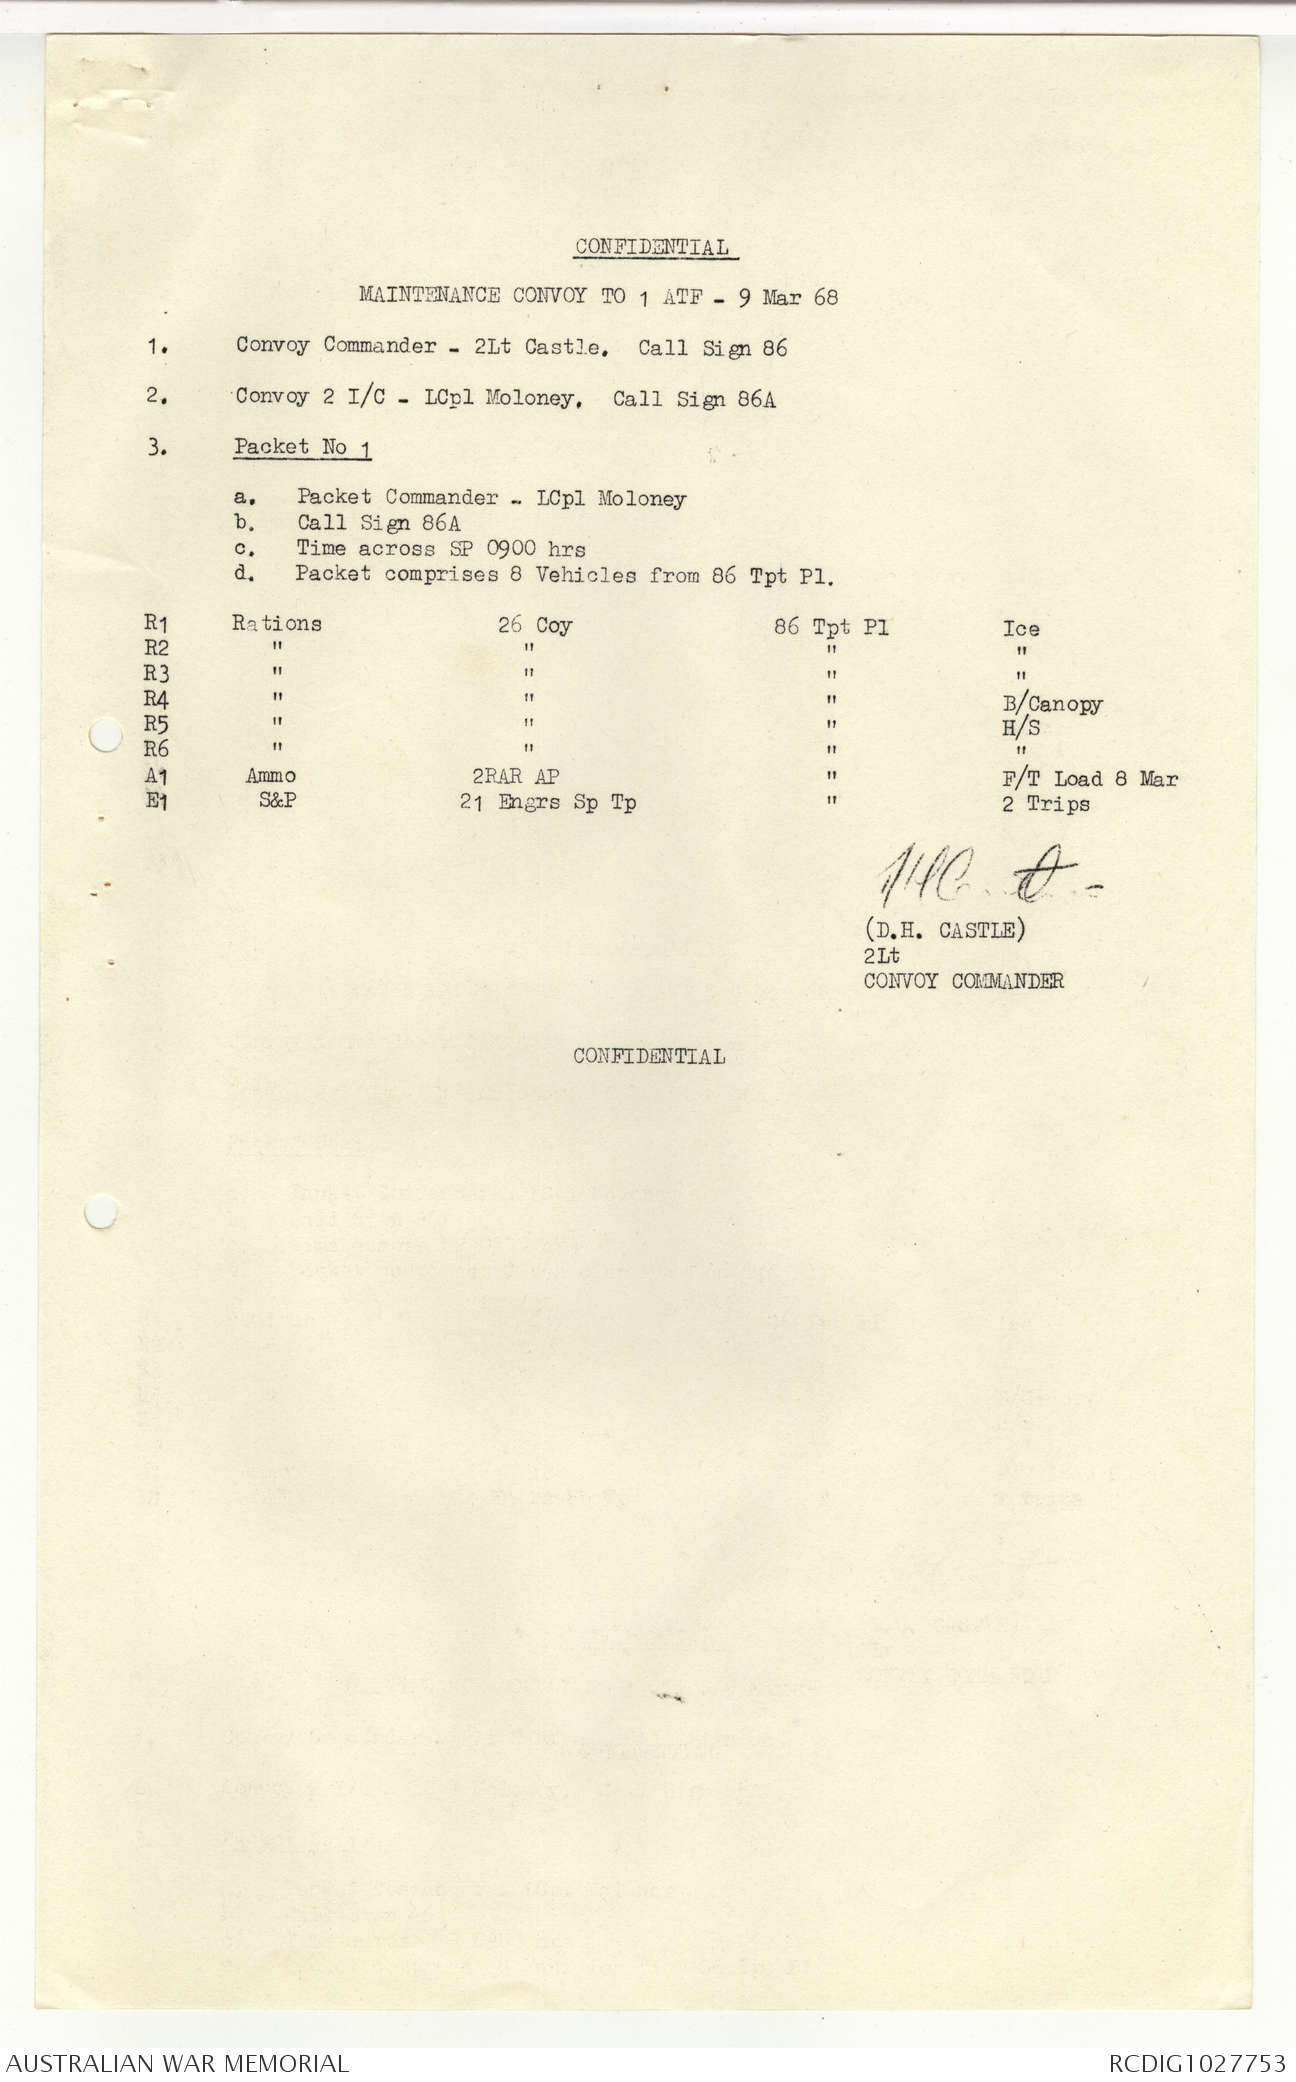 CONFIDENTIAL
MAINTENANCE CONVOY TO 1 ATF - 9 Mar 68
1. Convoy Commander - 2Lt Castle. Call Sign 86
2. Convoy 2 I/C - LCpl Moloney. Call Sign 86A
3. Packet No 1
a. Packet Commander - LCpl Moloney
b. Call Sign 86A
c. Time across SP 0900 hrs
d. Packet comprises 8 Vehicles from 86 Tpt Pl.
R1 Rations 26 Coy 86 Tpt Pl Ice
R2 " " " "
R3 " " " "
R4 " " " B/Canopy
R5 " " " H/S
R6 " " " "
A1 Ammo 2RAR AP " F/T Load 8 Mar
E1 S&P 21 Engrs Sp Tp " 2 Trips
(D.H. CASTLE)
2Lt
CONVOY COMMANDER
CONFIDENTIAL
AUSTRALIAN WAR MEMORIAL RCDIG1027753